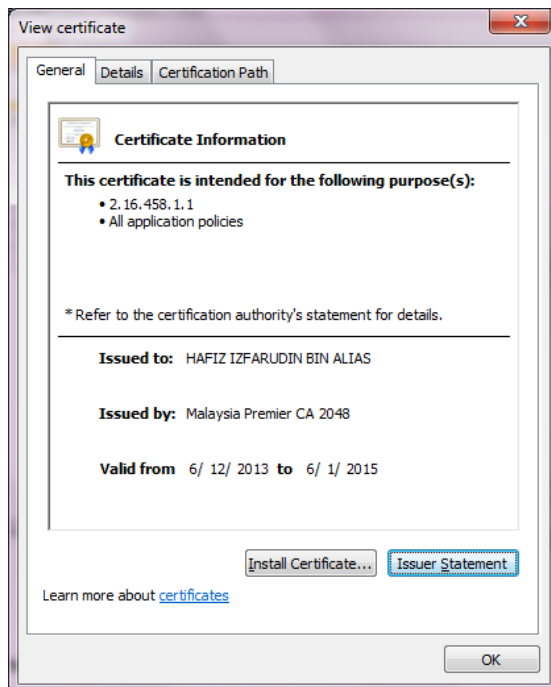 View certificate
General
Details
Certification Path
Certificate Information
This certificate is intended for the following purpose(s):
• 2.16.458.1.1
• All application policies
* Refer to the certification authority's statement for details.
Issued to: HAFIZ IZFARUDIN BIN ALIAS
Issued by: Malaysia Premier CA 2048
Valid from 6/ 12/ 2013 to 6/ 1/ 2015
Install Certificate... Issuer Statement
Learn more about certificates
OK